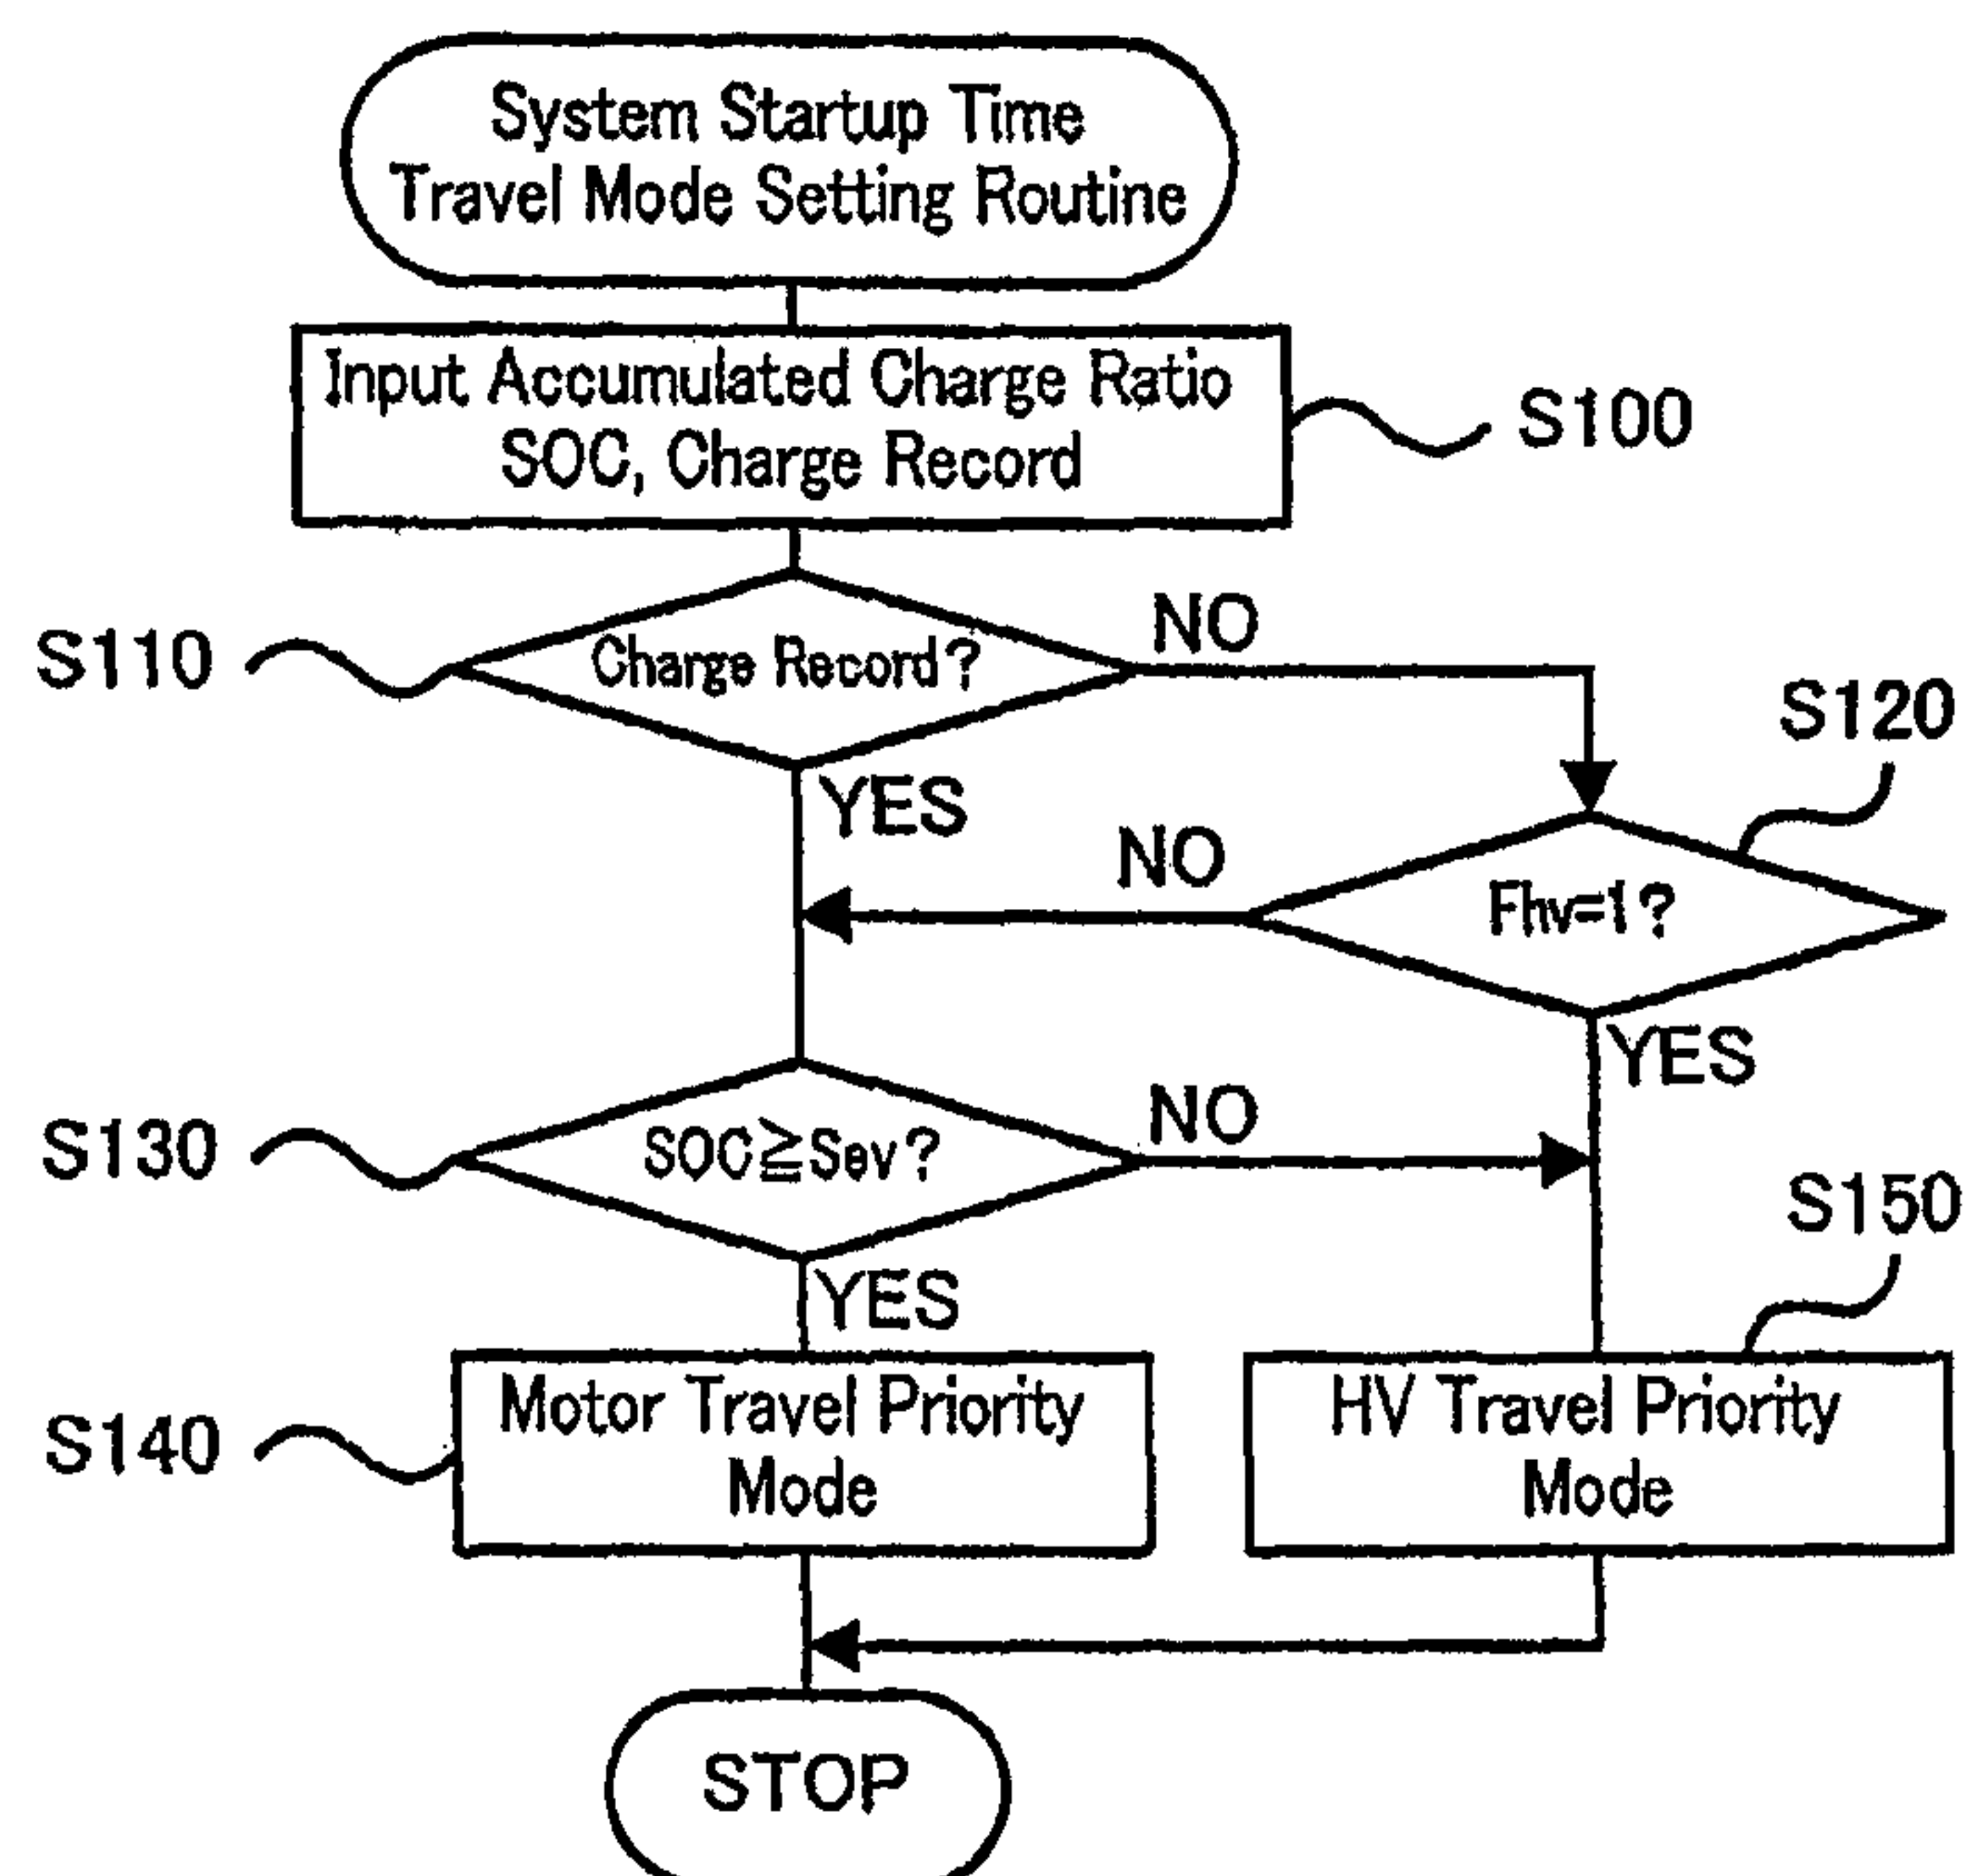 System Startup Time
Travel Mode Setting Routine
Input Accumulated Charge Ratio
SOC, Charge Record
S100
S110
Charge Record?
NO
YES
S120
NO
Fhv=1?
YES
S130
SOC≧Sev?
NO
YES
S150
S140
Motor Travel Priority
Mode
HV Travel Priority
Mode
STOP